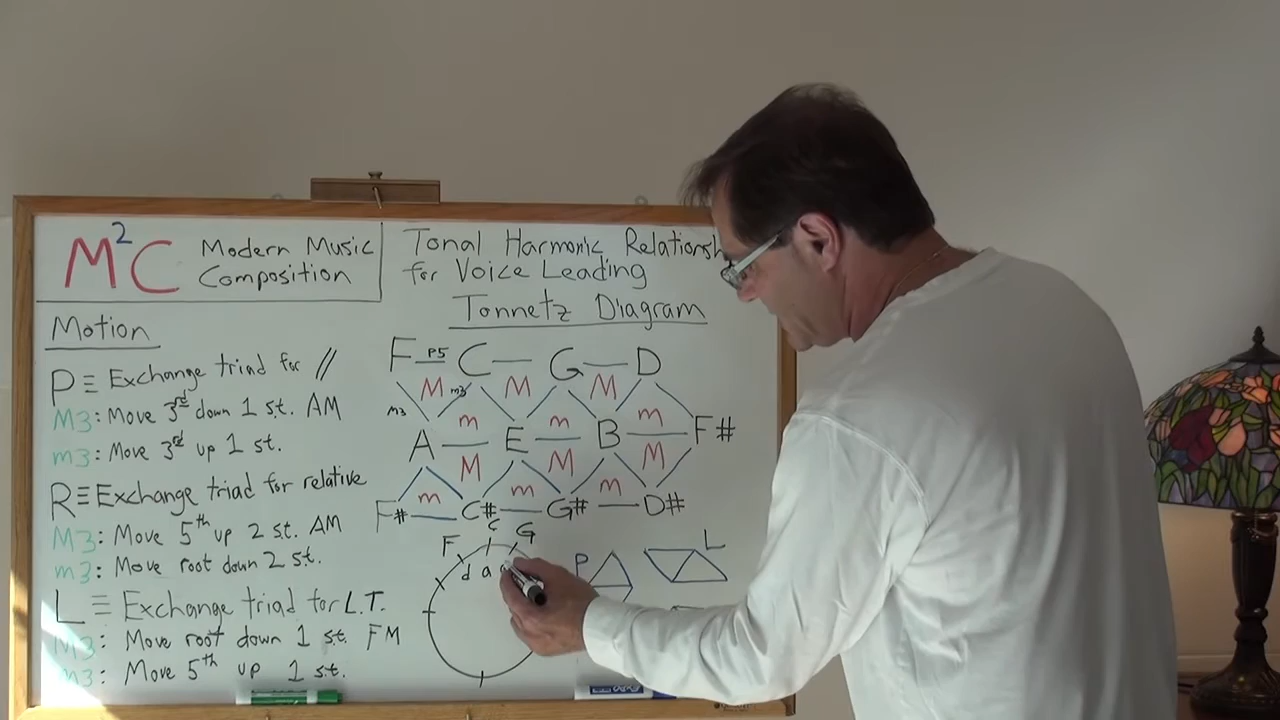 M²C Modern Music Composition
Tonal Harmonic
for Voice Leading
Tonnetz Diagram
Motion
P ≡ Exchange triad for //
M3: Move 3rd down 1 st. AM
m3: Move 3rd up 1 st.
R ≡ Exchange triad for relative
M3: Move 5th up 2 st. AM
m3: Move root down 2 st.
L ≡ Exchange triad for L.T.
M3: Move root down 1 st. FM
m3: Move 5th up 1 st.
F P5 C G D
M m3 M M
m3 m m m
A E B F#
M M M
m m m
F# C# G# D#
F C G
d a
P L